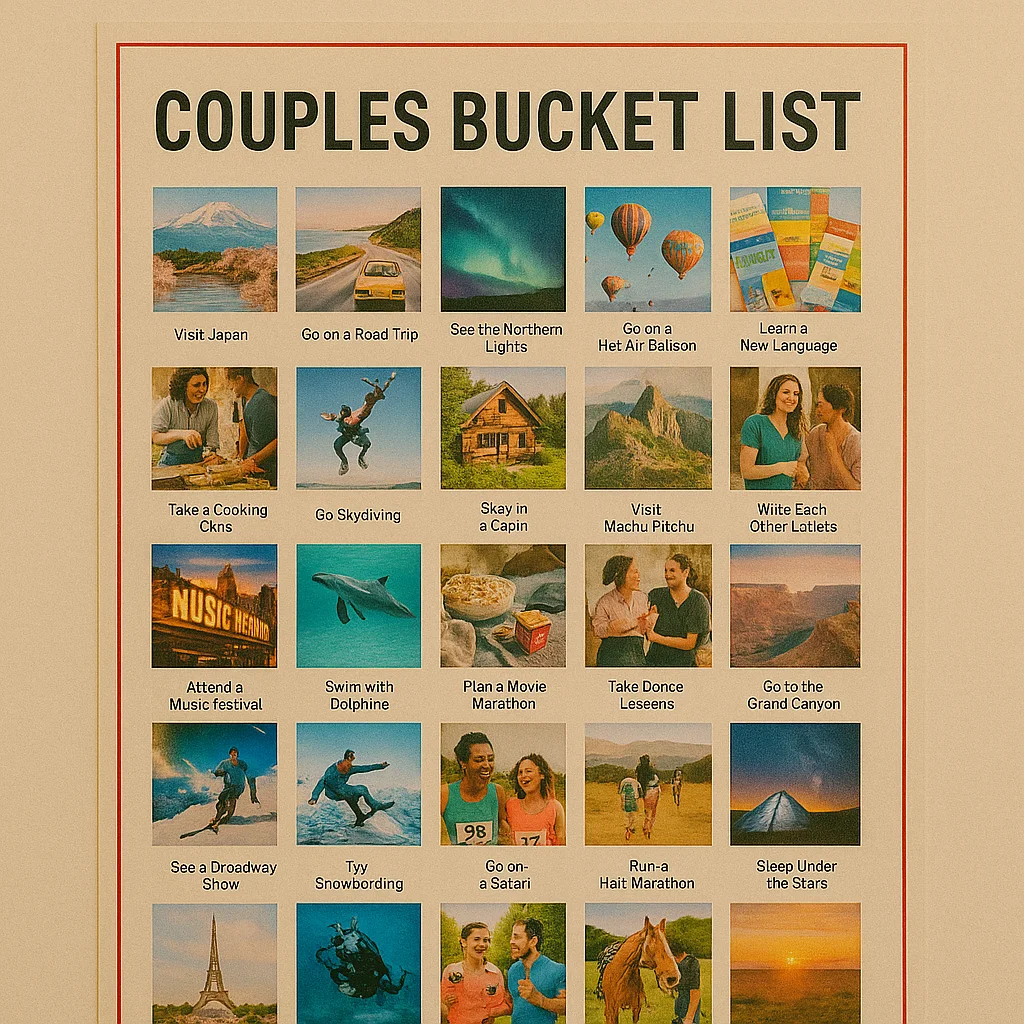 COUPLES BUCKET LIST
Visit Japan
Go on a Road Trip
See the Northern
Lights
Go on a
Het Air Balison
Learn a
New Language
Take a Cooking
Ckns
Go Skydiving
Skay in
a Capin
Visit
Machu Pitchu
Wiite Each
Other Latlets
NUSIC
Attend a
Music festival
Swim with
Dolphine
Plan a Movie
Marathon
Take Donce
Leseens
Go to the
Grand Canyon
98
17
See a Droadway
Show
Tyy
Snowbording
Go on-
a Satari
Run-a
Hait Marathon
Sleep Under
the Stars